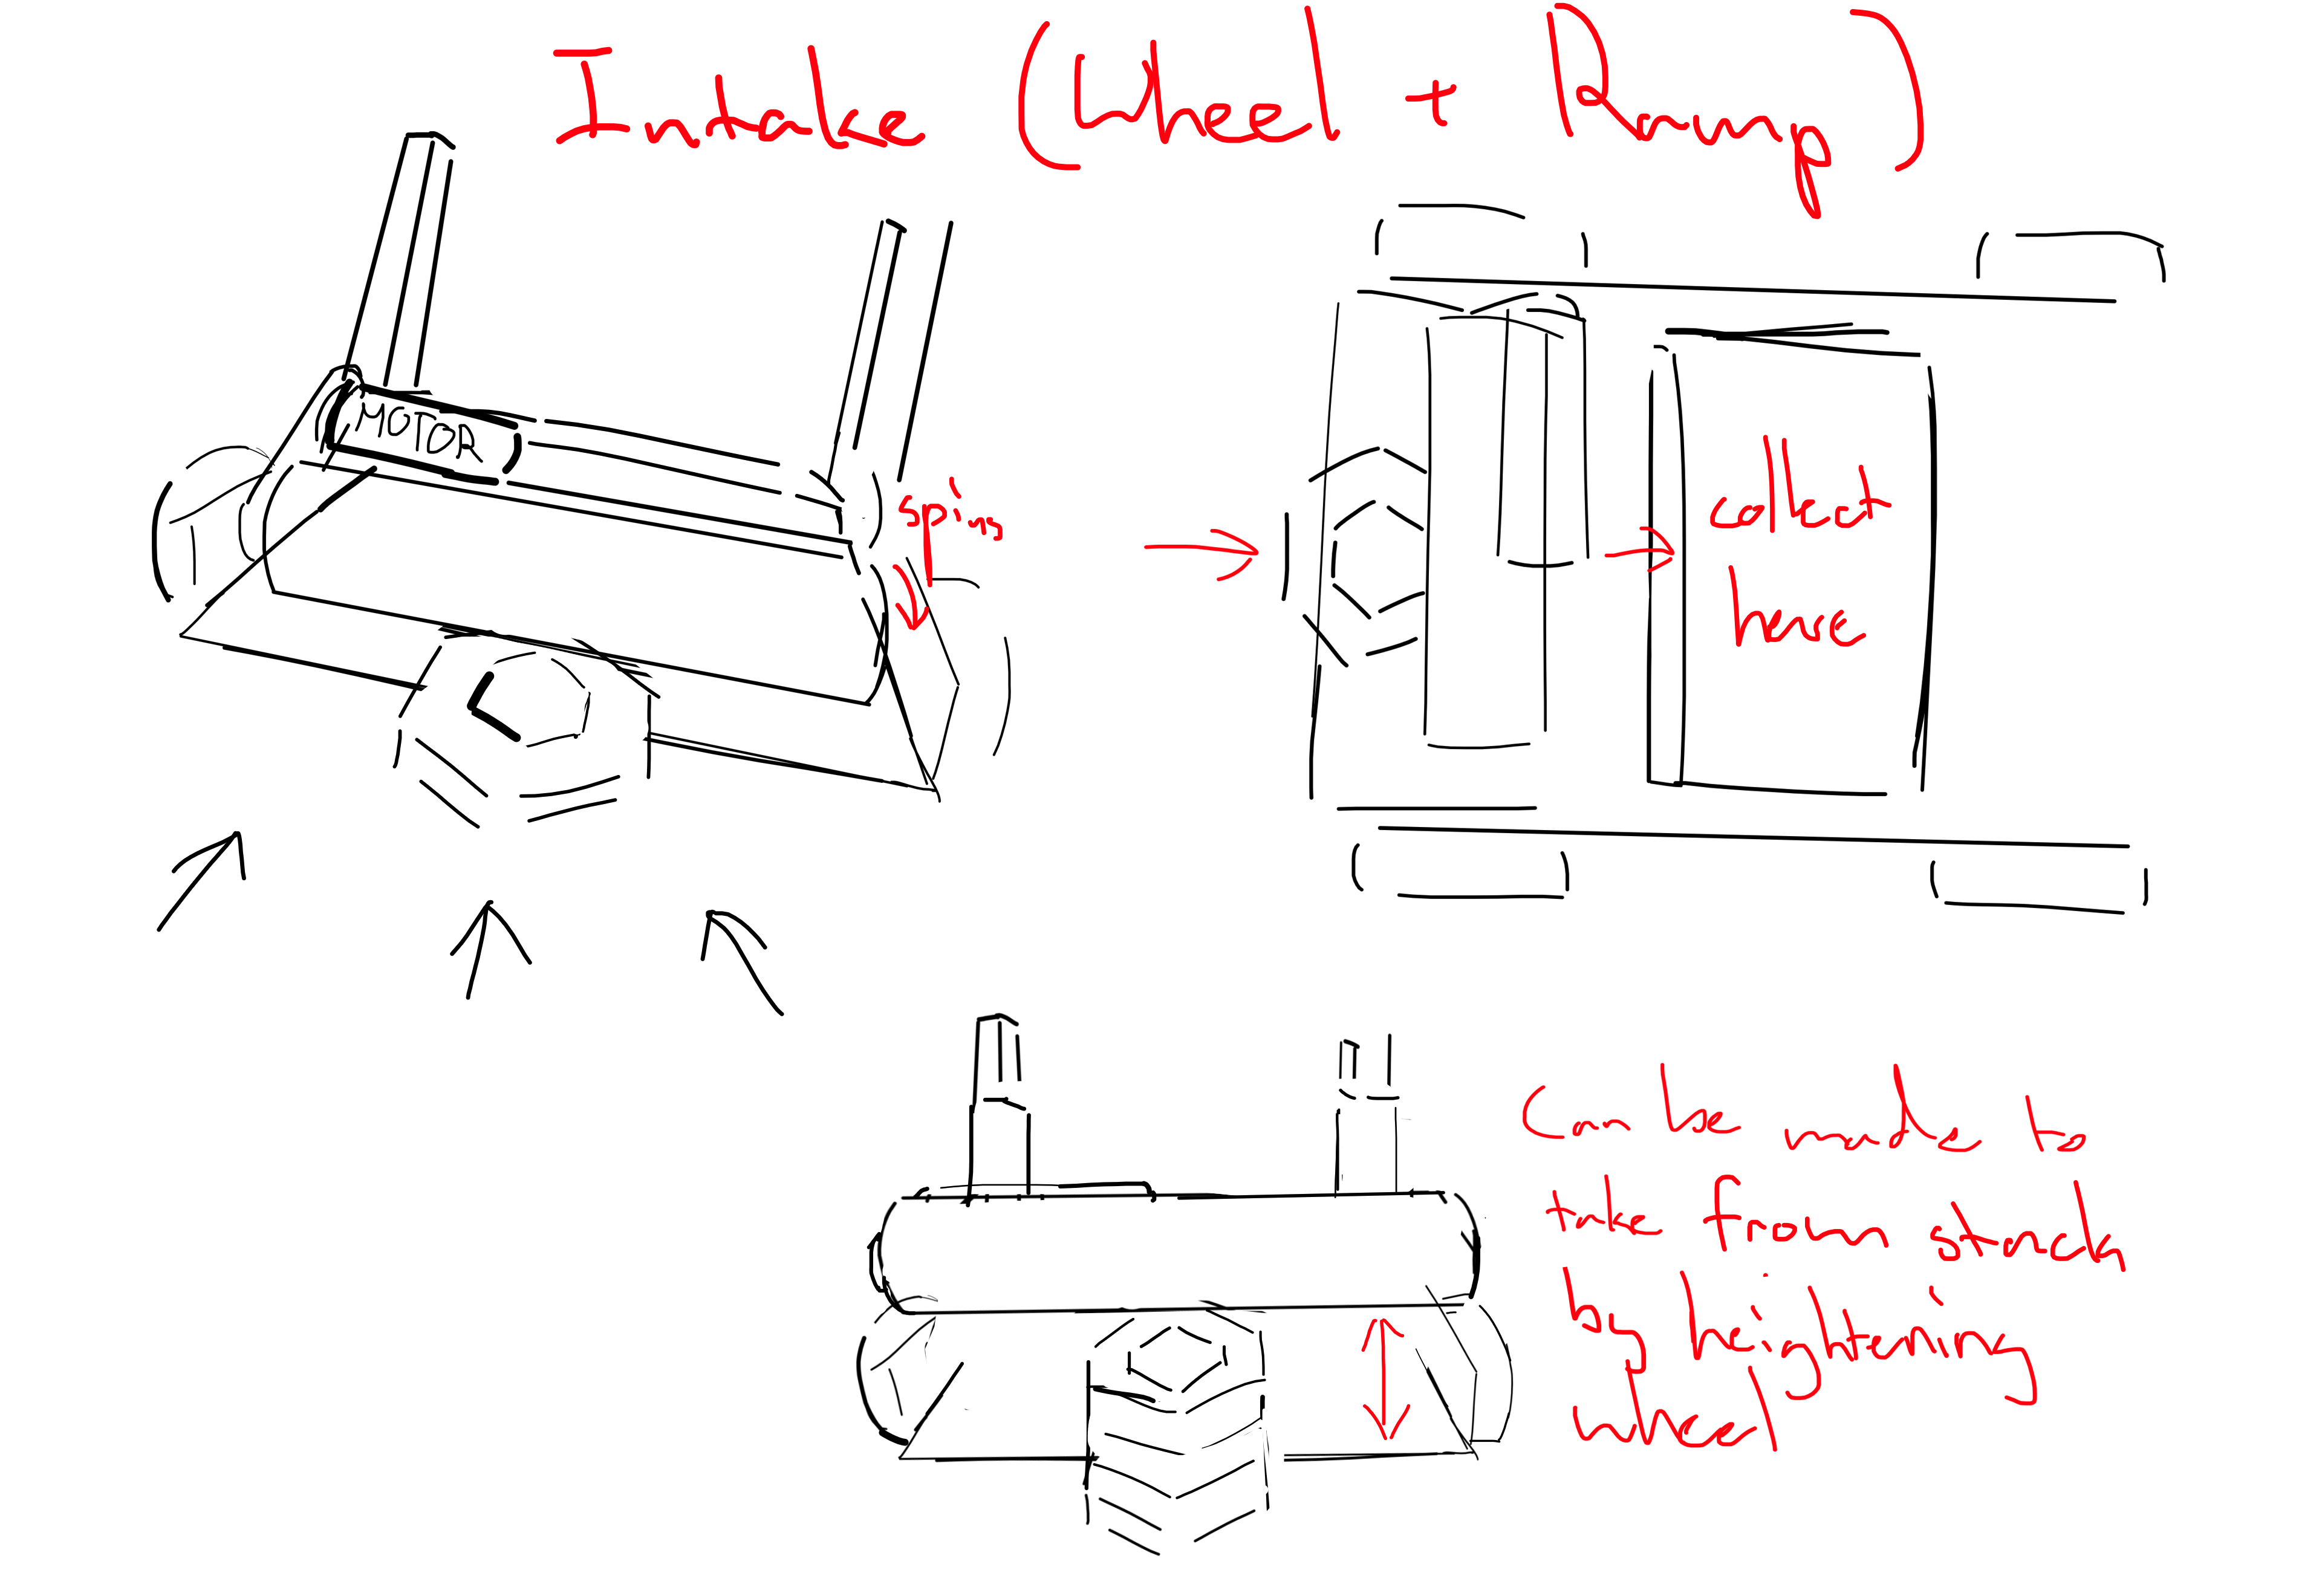 Intake (Wheel + Ramp)
MOTOR
spins
collect
here
Can be made to
take from stack
by heightening
wheel